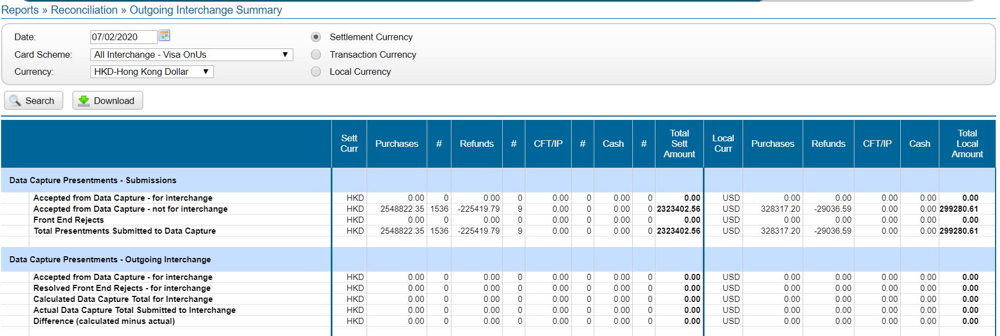 Reports » Reconciliation » Outgoing Interchange Summary
Date: 07/02/2020 Settlement Currency
Card Scheme: All Interchange - Visa OnUs Transaction Currency
Currency: HKD-Hong Kong Dollar Local Currency
Search Download
Sett Curr Purchases # Refunds # CFT/IP # Cash # Total Sett Amount Local Curr Purchases Refunds CFT/IP Cash Total Local Amount
Data Capture Presentments - Submissions
Accepted from Data Capture - for interchange HKD 0.00 0 0.00 0 0.00 0 0.00 0 0.00 USD 0.00 0.00 0.00 0.00 0.00
Accepted from Data Capture - not for interchange HKD 2548822.35 1536 -225419.79 9 0.00 0 0.00 0 2323402.56 USD 328317.20 -29036.59 0.00 0.00 299280.61
Front End Rejects HKD 0.00 0 0.00 0 0.00 0 0.00 0 0.00 USD 0.00 0.00 0.00 0.00 0.00
Total Presentments Submitted to Data Capture HKD 2548822.35 1536 -225419.79 9 0.00 0 0.00 0 2323402.56 USD 328317.20 -29036.59 0.00 0.00 299280.61
Data Capture Presentments - Outgoing Interchange
Accepted from Data Capture - for interchange HKD 0.00 0 0.00 0 0.00 0 0.00 0 0.00 USD 0.00 0.00 0.00 0.00 0.00
Resolved Front End Rejects - for interchange HKD 0.00 0 0.00 0 0.00 0 0.00 0 0.00 USD 0.00 0.00 0.00 0.00 0.00
Calculated Data Capture Total for Interchange HKD 0.00 0 0.00 0 0.00 0 0.00 0 0.00 USD 0.00 0.00 0.00 0.00 0.00
Actual Data Capture Total Submitted to Interchange HKD 0.00 0 0.00 0 0.00 0 0.00 0 0.00 USD 0.00 0.00 0.00 0.00 0.00
Difference (calculated minus actual) HKD 0.00 0 0.00 0 0.00 0 0.00 0 0.00 USD 0.00 0.00 0.00 0.00 0.00